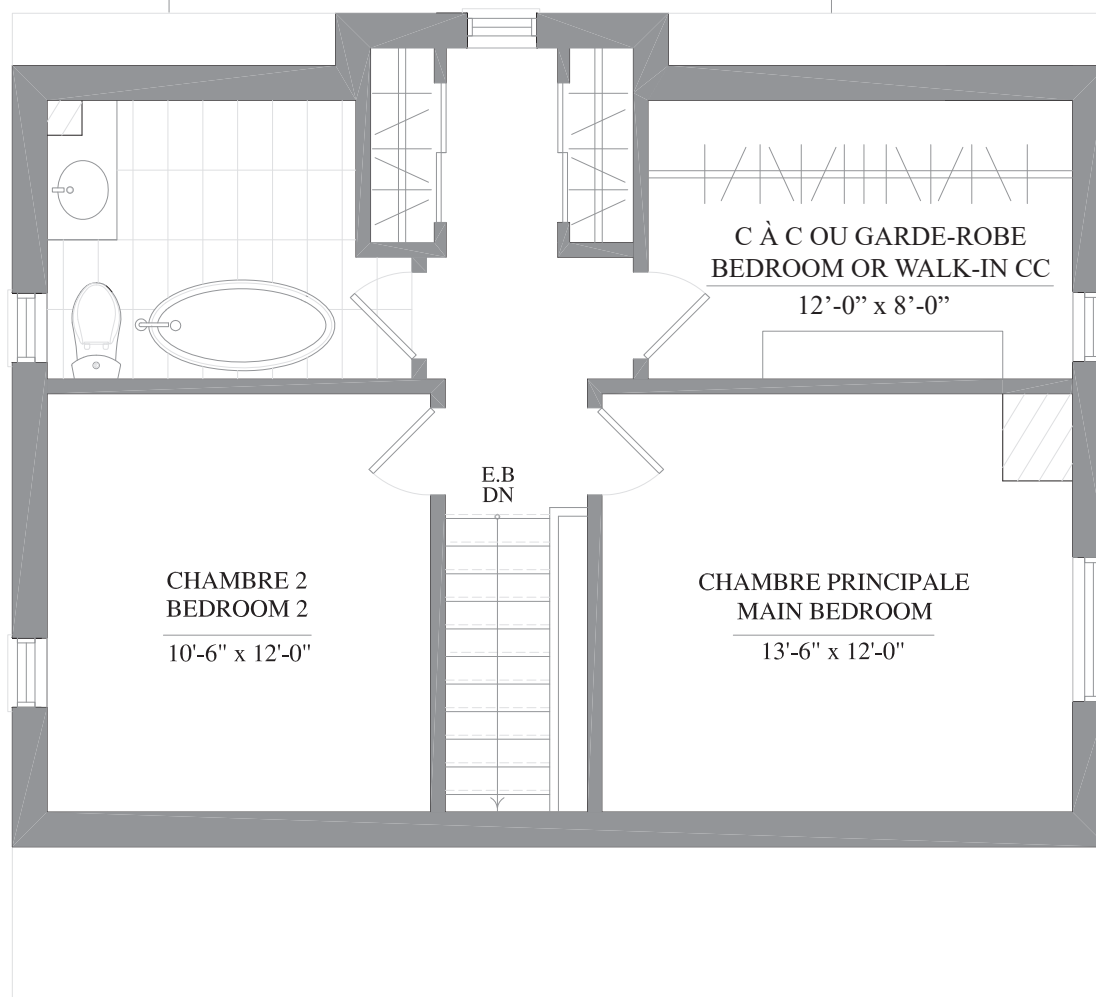 C À C OU GARDE-ROBE
BEDROOM OR WALK-IN CC
12’-0” x 8’-0”
E.B
DN
CHAMBRE 2
BEDROOM 2
10'-6" x 12'-0"
CHAMBRE PRINCIPALE
MAIN BEDROOM
13'-6" x 12'-0"